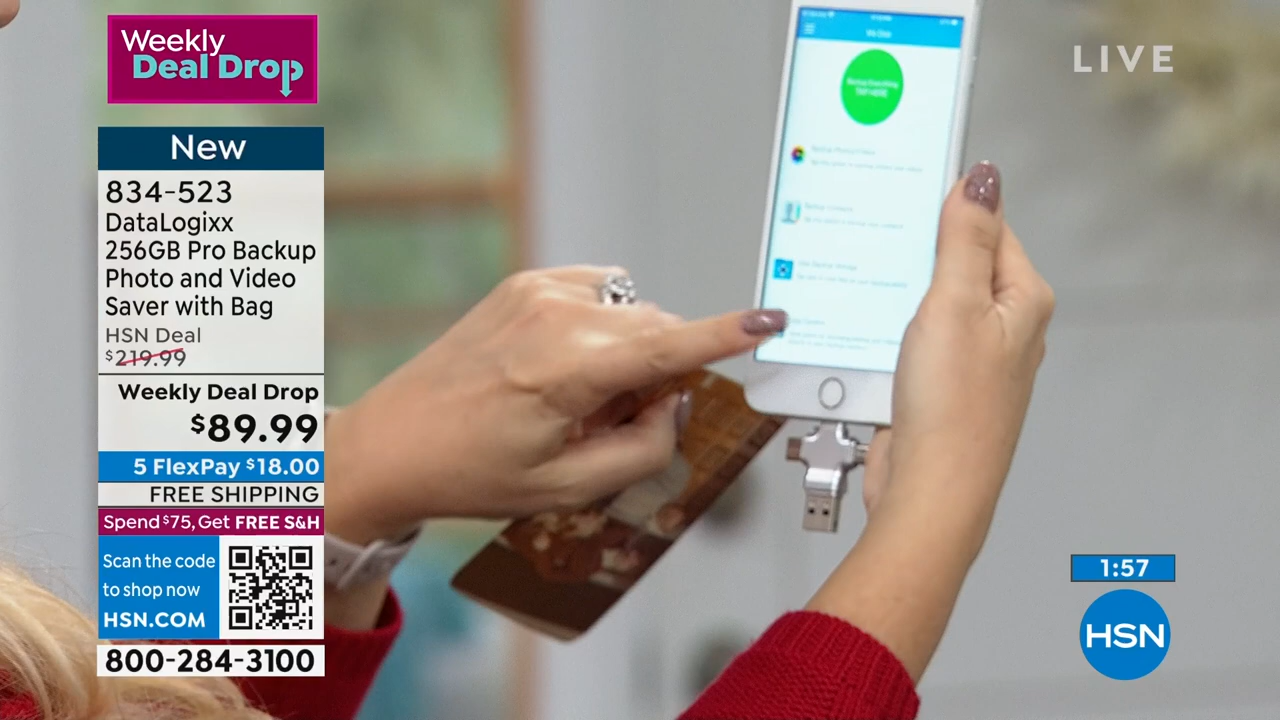 Weekly
Deal Drop
LIVE
New
834-523
DataLogixx
256GB Pro Backup
Photo and Video
Saver with Bag
HSN Deal
$219.99
Weekly Deal Drop
$89.99
5 FlexPay $18.00
FREE SHIPPING
Spend $75, Get FREE S&H
Scan the code
to shop now
HSN.COM
800-284-3100
1:57
HSN